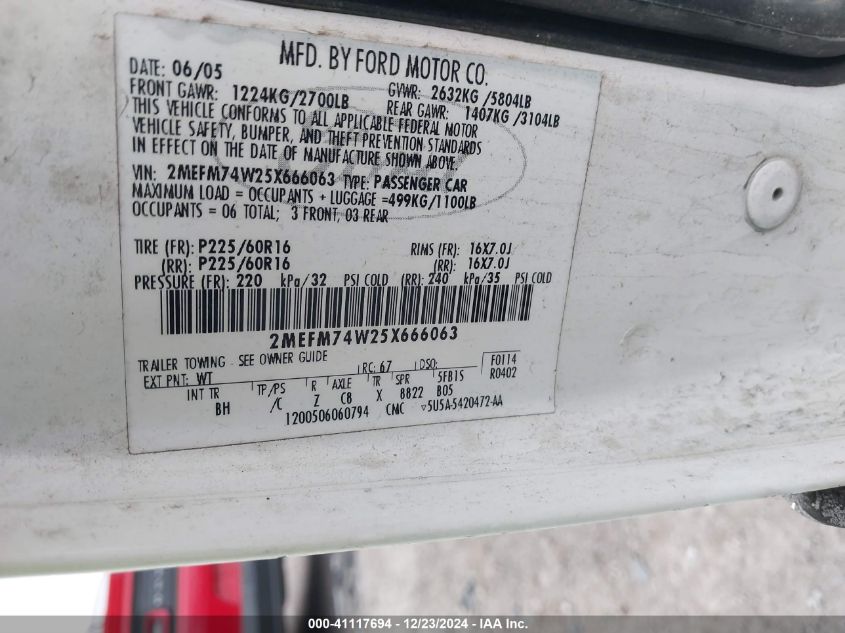 MFD. BY FORD MOTOR CO.
DATE: 06/05 GVWR: 2632KG/5804LB
FRONT GAWR: 1224KG/2700LB REAR GAWR: 1407KG/3104LB
THIS VEHICLE CONFORMS TO ALL APPLICABLE FEDERAL MOTOR
VEHICLE SAFETY, BUMPER, AND THEFT PREVENTION STANDARDS
IN EFFECT ON THE DATE OF MANUFACTURE SHOWN ABOVE
VIN: 2MEFM74W25X666063 TYPE: PASSENGER CAR
MAXIMUM LOAD = OCCUPANTS + LUGGAGE =499KG/1100LB
OCCUPANTS = 06 TOTAL; 3 FRONT, 03 REAR
TIRE (FR): P225/60R16 RIMS (FR): 16X7.0J
(RR): P225/60R16 (RR): 16X7.0J
PRESSURE (FR): 220 kPa/32 PSI COLD (RR): 240 kPa/35 PSI COLD
2MEFM74W25X666063
TRAILER TOWING - SEE OWNER GUIDE
EXT PNT: WT RC: 67 DSO: F0114
R0402
INT TR TP/PS R AXLE TR SPR 5FB15
BH /C Z C8 X 8822 B05
1200506060794 CMC ▽5U5A-5420472-AA
000-41117694 - 12/23/2024 - IAA Inc.